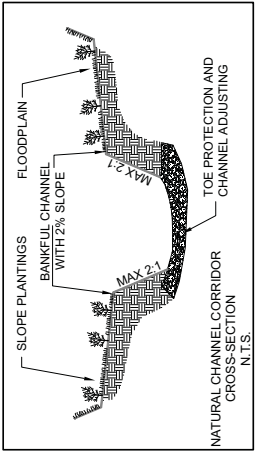 SLOPE PLANTINGS
FLOODPLAIN
BANKFUL CHANNEL
WITH 2% SLOPE
MAX 2:1
MAX 2:1
TOE PROTECTION AND
CHANNEL ADJUSTING
NATURAL CHANNEL CORRIDOR
CROSS-SECTION
N.T.S.